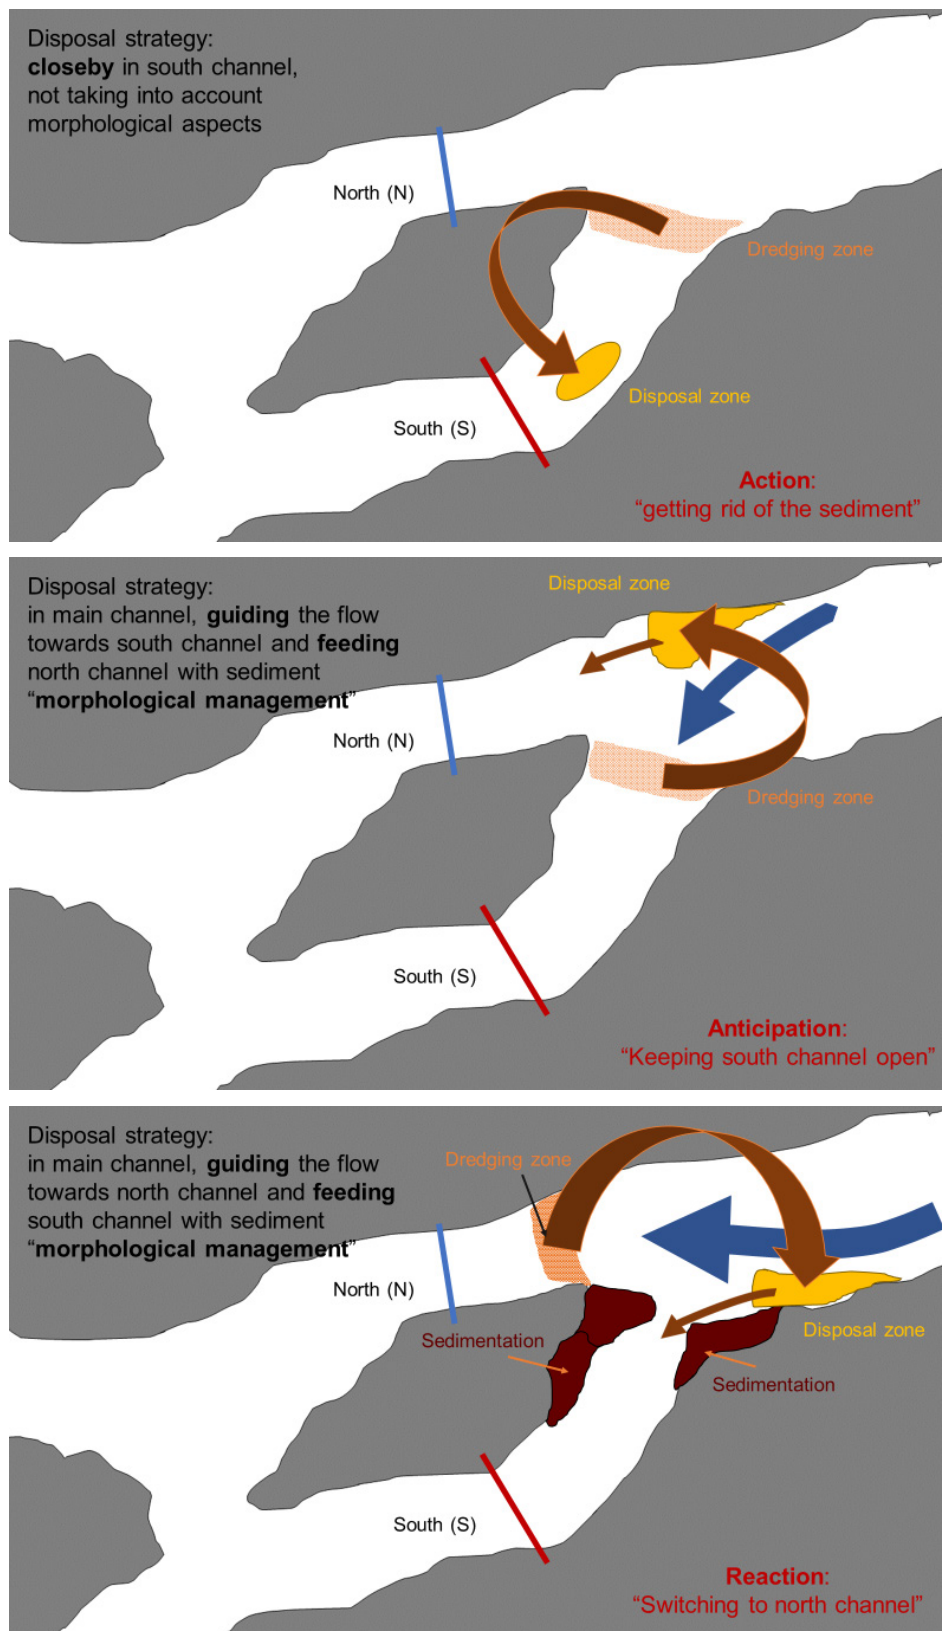 Disposal strategy:
closeby in south channel,
not taking into account
morphological aspects
North (N)
Dredging zone
Disposal zone
South (S)
Action:
“getting rid of the sediment”
Disposal strategy:
in main channel, guiding the flow
towards south channel and feeding
north channel with sediment
“morphological management”
Disposal zone
North (N)
Dredging zone
South (S)
Anticipation:
“Keeping south channel open”
Disposal strategy:
in main channel, guiding the flow
towards north channel and feeding
south channel with sediment
“morphological management”
Dredging zone
North (N)
Disposal zone
Sedimentation
Sedimentation
South (S)
Reaction:
“Switching to north channel”